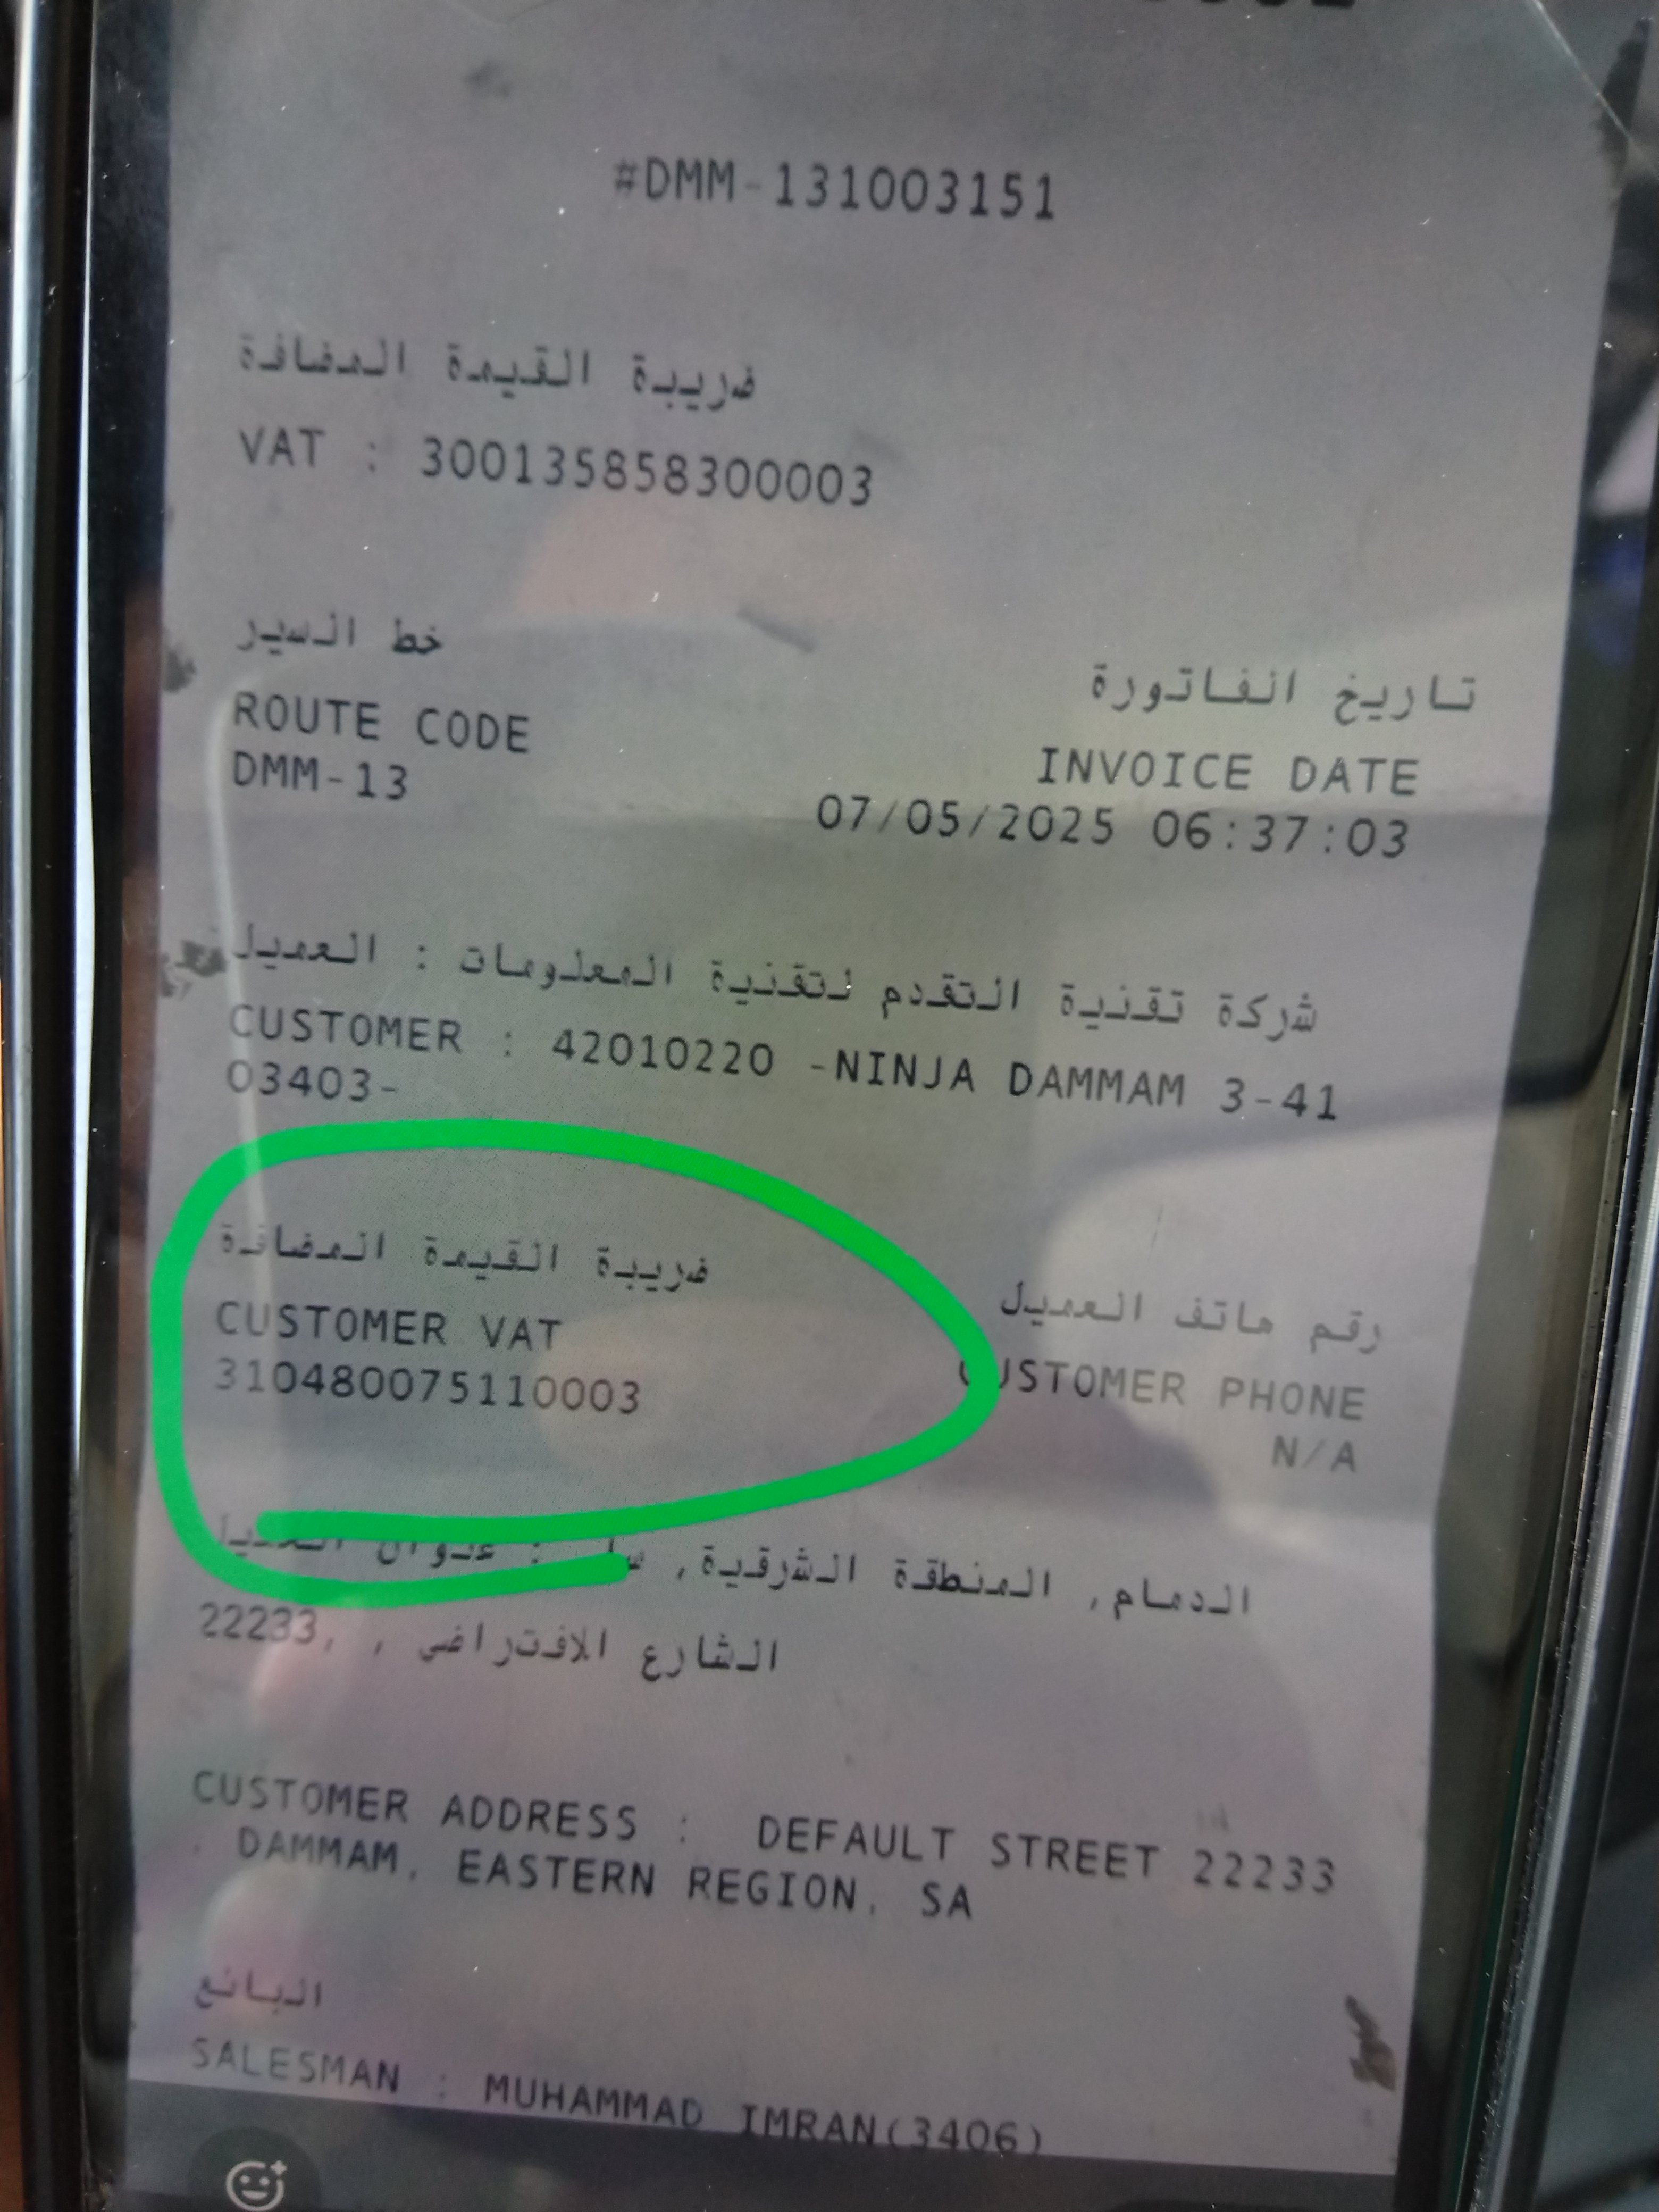 #DMM-131003151
ضريبة القيمة المضافة
VAT : 300135858300003
خط السير
تاريخ الفاتورة
ROUTE CODE
INVOICE DATE
DMM-13
07/05/2025 06:37:03
شركة تقنية التقدم لتقنية المعلومات : العميل
CUSTOMER : 42010220 -NINJA DAMMAM 3-41
03403-
ضريبة القيمة المضافة
رقم هاتف العميل
CUSTOMER VAT
CUSTOMER PHONE
310480075110003
N/A
الدمام, المنطقة الشرقية, : عنوان العميل
الشارع الافتراضي , ,22233
CUSTOMER ADDRESS : DEFAULT STREET 22233
, DAMMAM, EASTERN REGION, SA
البائع
SALESMAN : MUHAMMAD IMRAN(3406)